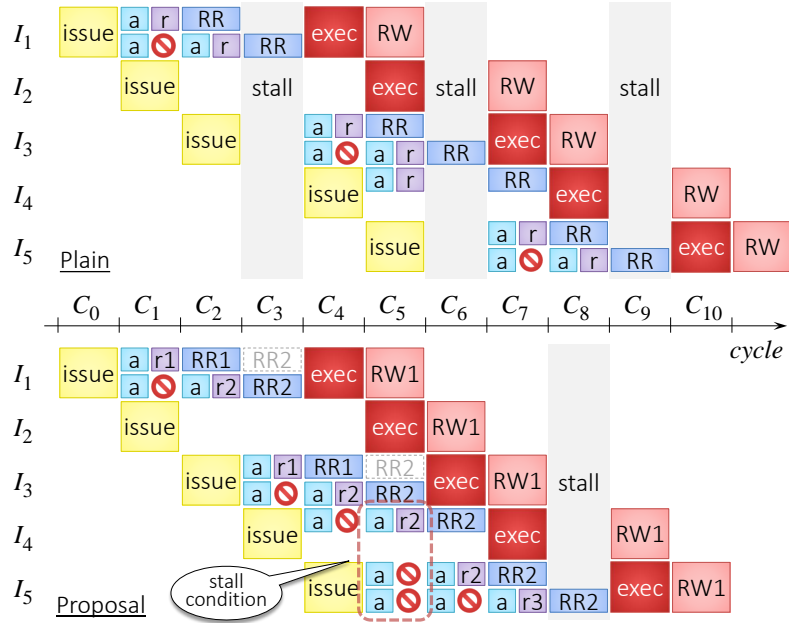 I1 issue a r RR exec RW
a a r RR
I2 issue stall exec stall RW stall
I3 issue a r RR exec RW
a a r RR
I4 issue a r RR exec RW
I5 issue a r RR exec RW
a a r RR
Plain
C0 C1 C2 C3 C4 C5 C6 C7 C8 C9 C10
cycle
I1 issue a r1 RR1 RR2 exec RW1
a a r2 RR2
I2 issue exec RW1
I3 issue a r1 RR1 RR2 exec RW1 stall
a a r2 RR2
I4 issue a a r2 RR2 exec RW1
stall
condition
I5 issue a a r2 RR2 exec RW1
a a a r3 RR2
Proposal